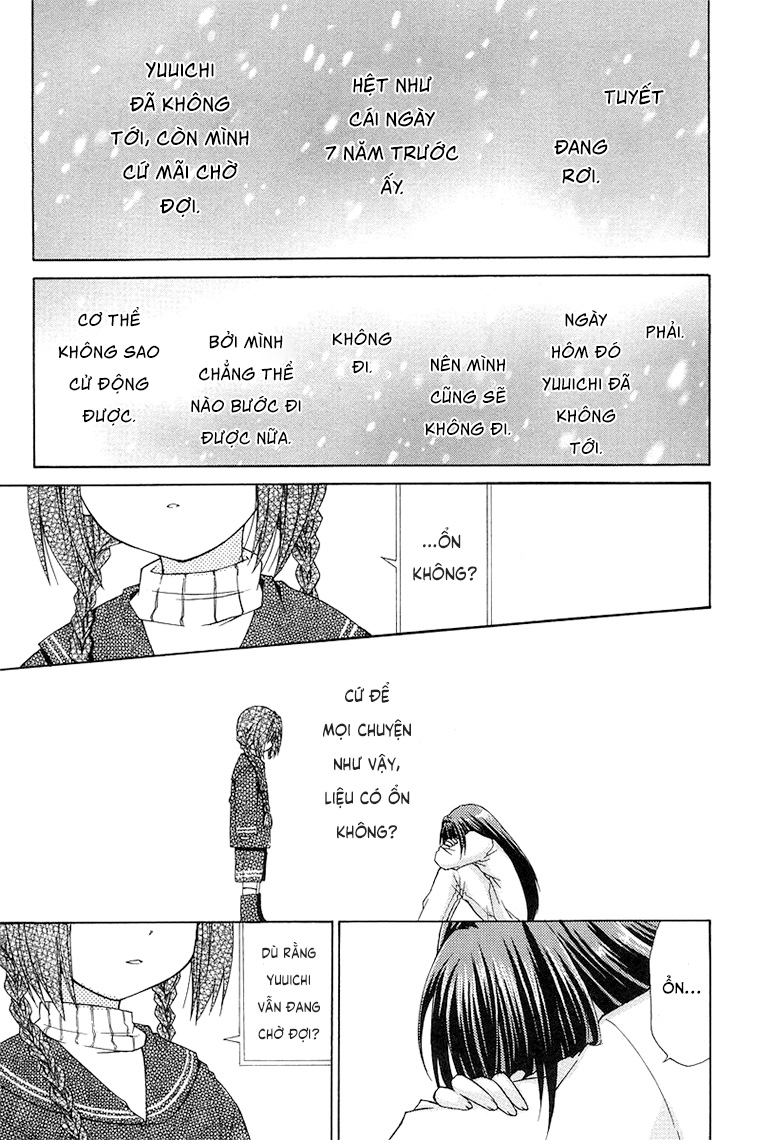 TUYẾT
ĐANG
RƠI.
HỆT NHƯ
CÁI NGÀY
7 NĂM TRƯỚC
ẤY.
YUUICHI
ĐÃ KHÔNG
TỚI, CÒN MÌNH
CỨ MÃI CHỜ
ĐỢI.
PHẢI.
NGÀY
HÔM ĐÓ
YUUICHI ĐÃ
KHÔNG
TỚI.
NÊN MÌNH
CŨNG SẼ
KHÔNG ĐI.
KHÔNG
ĐI.
BỞI MÌNH
CHẲNG THỂ
NÀO BƯỚC ĐI
ĐƯỢC NỮA.
CƠ THỂ
KHÔNG SAO
CỬ ĐỘNG
ĐƯỢC.
...ỔN
KHÔNG?
CỨ ĐỂ
MỌI CHUYỆN
NHƯ VẬY,
LIỆU CÓ ỔN
KHÔNG?
ỔN...
DÙ RẰNG
YUUICHI
VẪN ĐANG
CHỜ ĐỢI?